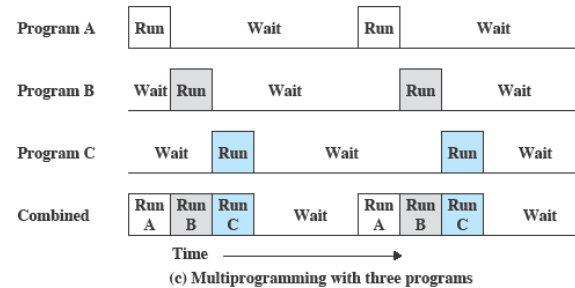 Program A Run Wait Run Wait
Program B Wait Run Wait Run Wait
Program C Wait Run Wait Run Wait
Combined Run A Run B Run C Wait Run A Run B Run C Wait
Time
(c) Multiprogramming with three programs